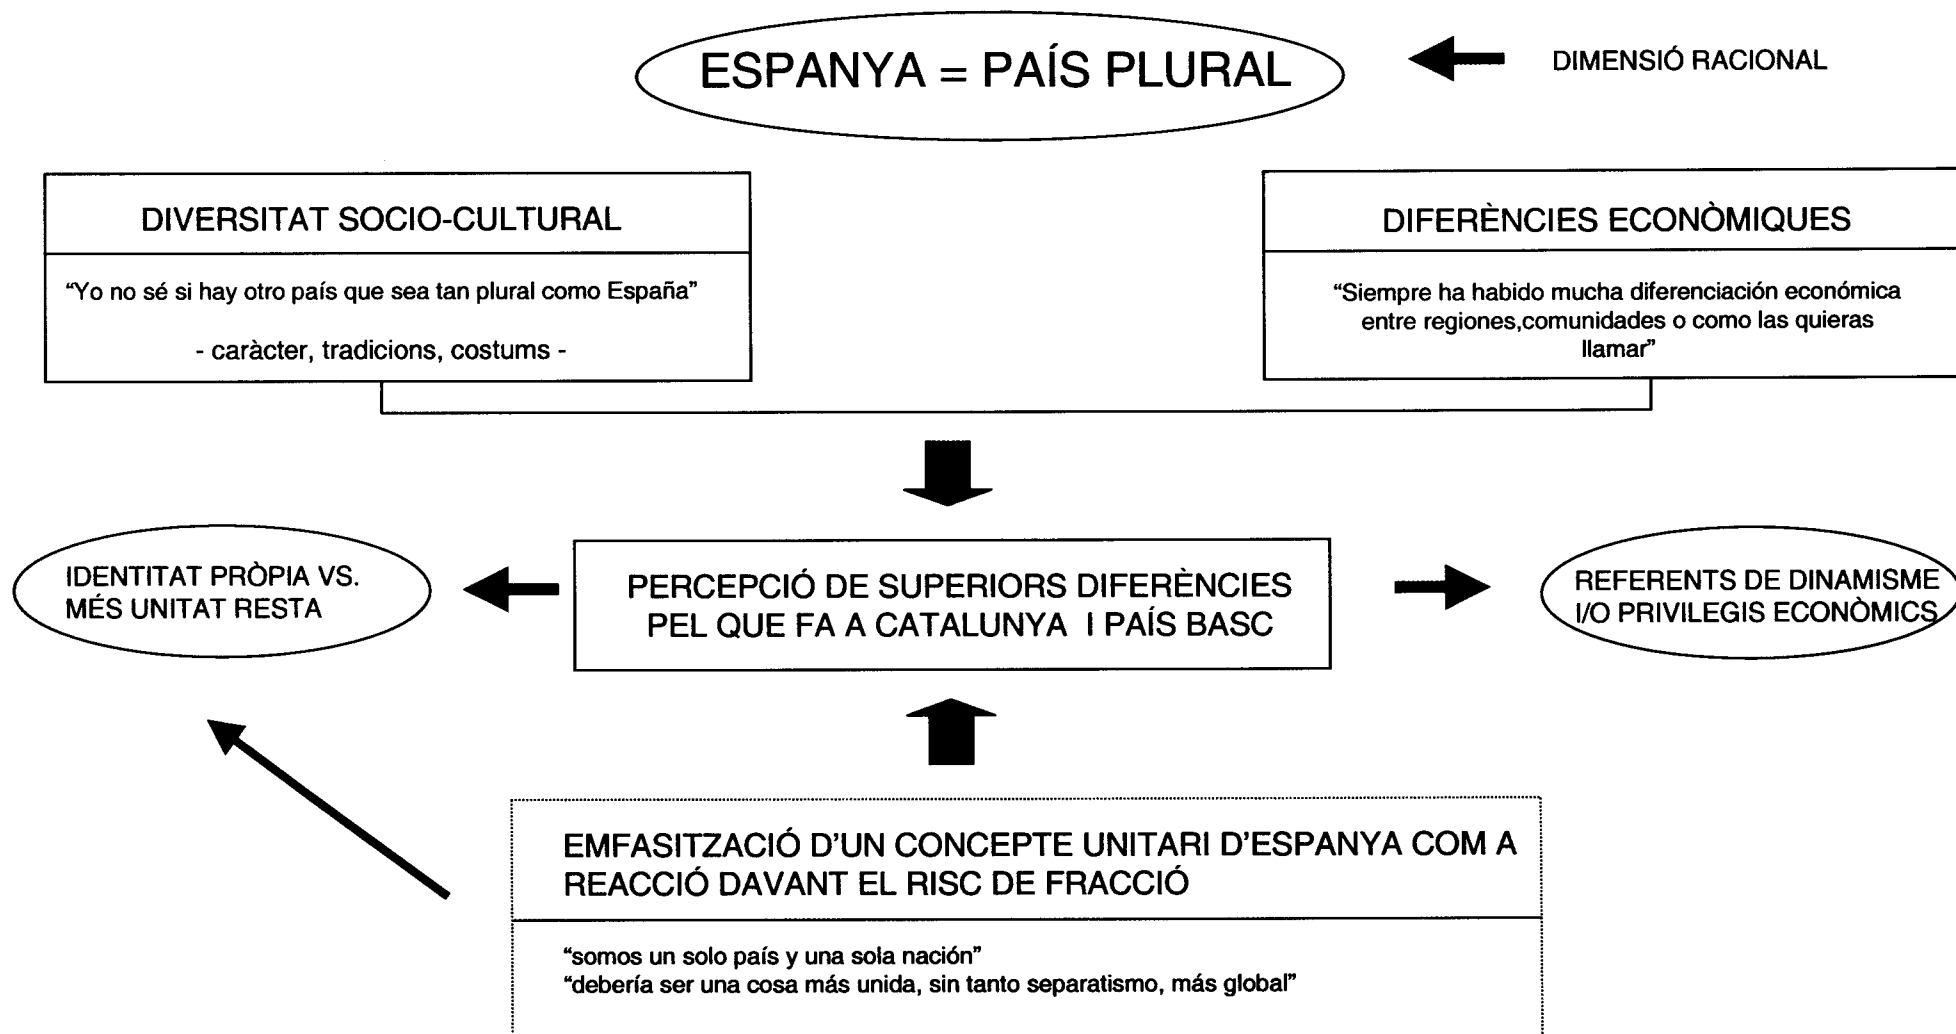 ESPANYA = PAÍS PLURAL
DIMENSIÓ RACIONAL
DIVERSITAT SOCIO-CULTURAL
“Yo no sé si hay otro país que sea tan plural como España”
- caràcter, tradicions, costums -
DIFERÈNCIES ECONÒMIQUES
“Siempre ha habido mucha diferenciación económica
entre regiones,comunidades o como las quieras
llamar”
IDENTITAT PRÒPIA VS.
MÉS UNITAT RESTA
PERCEPCIÓ DE SUPERIORS DIFERÈNCIES
PEL QUE FA A CATALUNYA I PAÍS BASC
REFERENTS DE DINAMISME
I/O PRIVILEGIS ECONÒMICS
EMFASITZACIÓ D'UN CONCEPTE UNITARI D'ESPANYA COM A
REACCIÓ DAVANT EL RISC DE FRACCIÓ
“somos un solo país y una sola nación”
“debería ser una cosa más unida, sin tanto separatismo, más global”